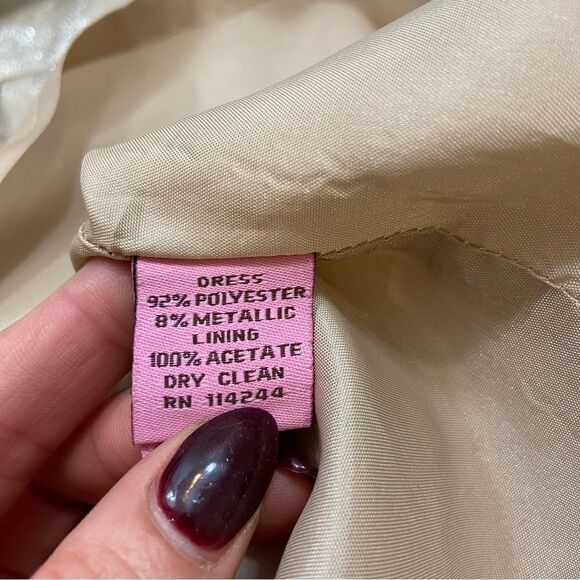 DRESS
92% POLYESTER
8% METALLIC
LINING
100% ACETATE
DRY CLEAN
RN 114244